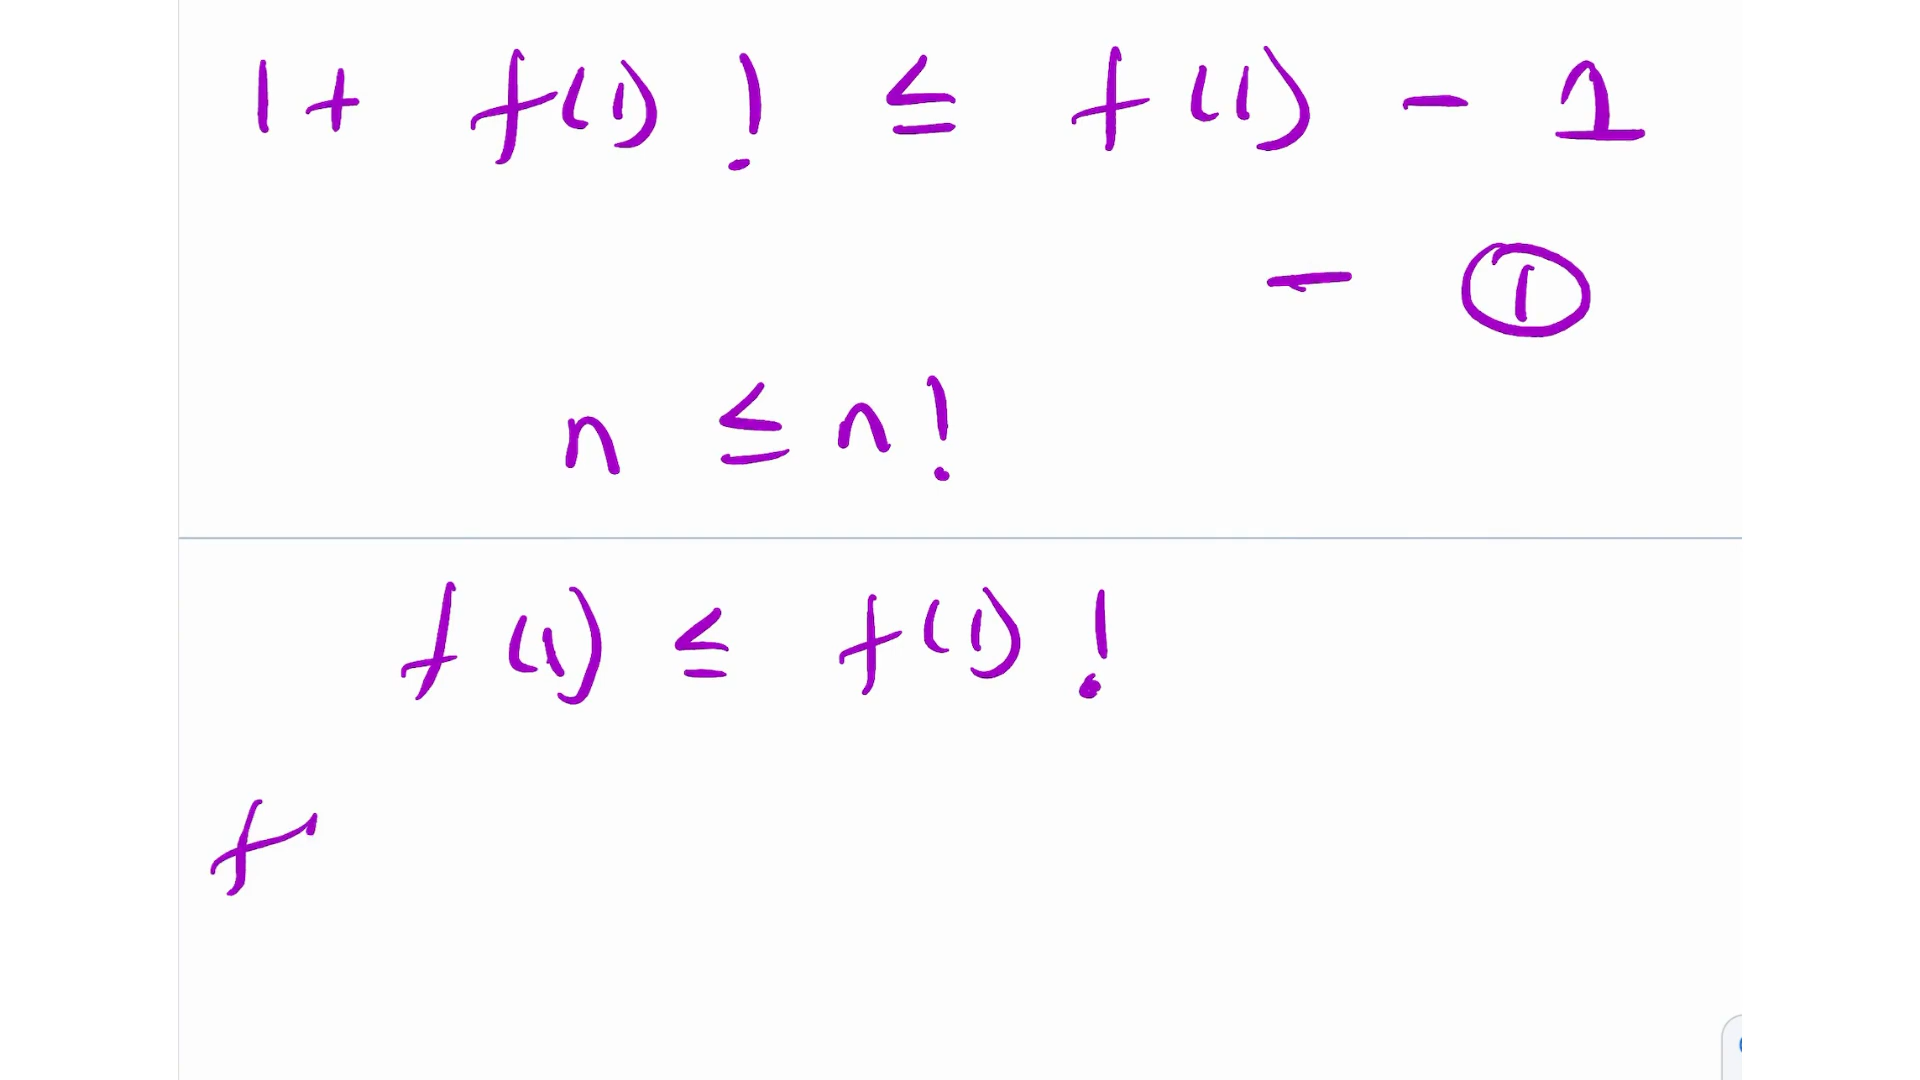 1 + f(1)! ≤ f(1) - 1
- ①
n ≤ n!
f(1) ≤ f(1)!
f